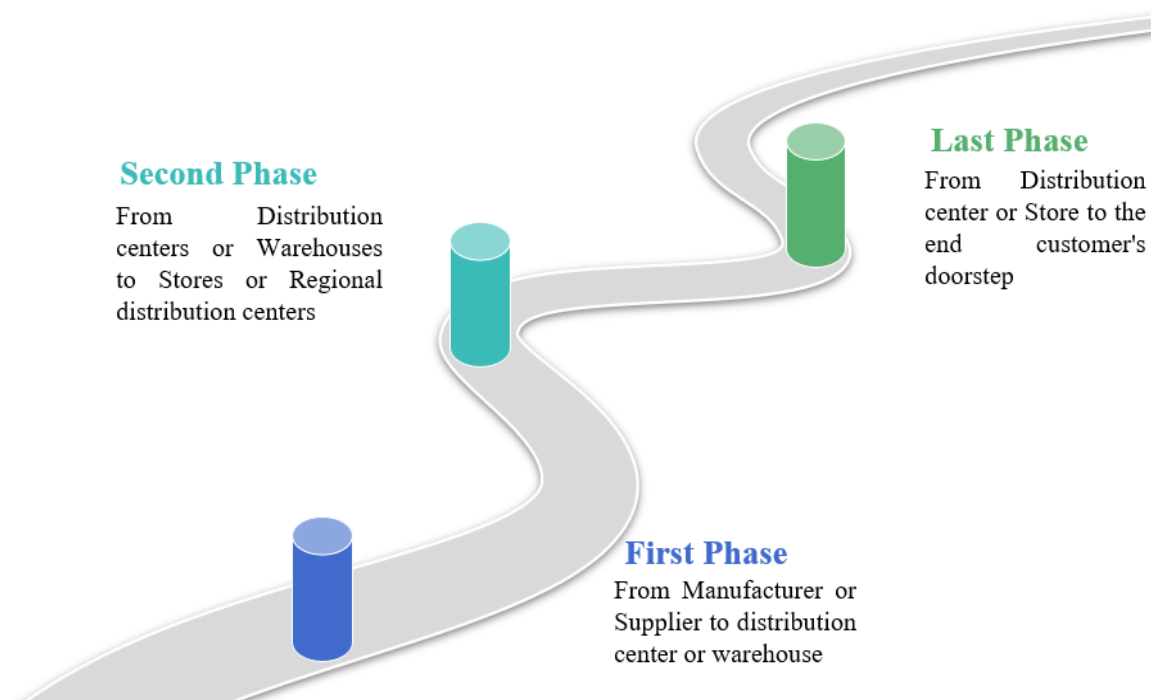 Second Phase
From Distribution
centers or Warehouses
to Stores or Regional
distribution centers
Last Phase
From Distribution
center or Store to the
end customer's
doorstep
First Phase
From Manufacturer or
Supplier to distribution
center or warehouse